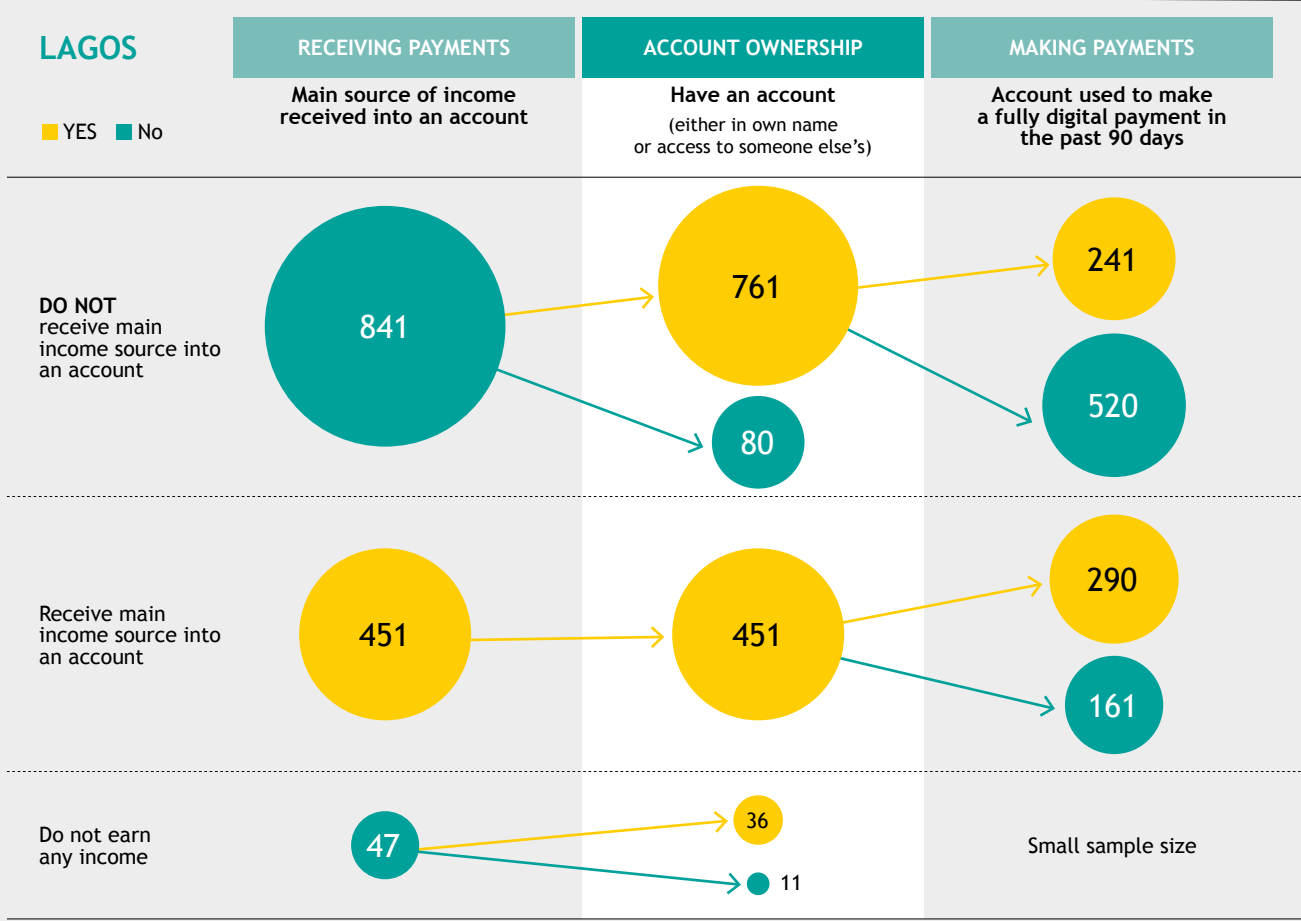 LAGOS
RECEIVING PAYMENTS
ACCOUNT OWNERSHIP
MAKING PAYMENTS
YES
No
Main source of income
received into an account
Have an account
(either in own name
or access to someone else's)
Account used to make
a fully digital payment in
the past 90 days
DO NOT
receive main
income source into
an account
841
761
80
241
520
Receive main
income source into
an account
451
451
290
161
Do not earn
any income
47
36
11
Small sample size